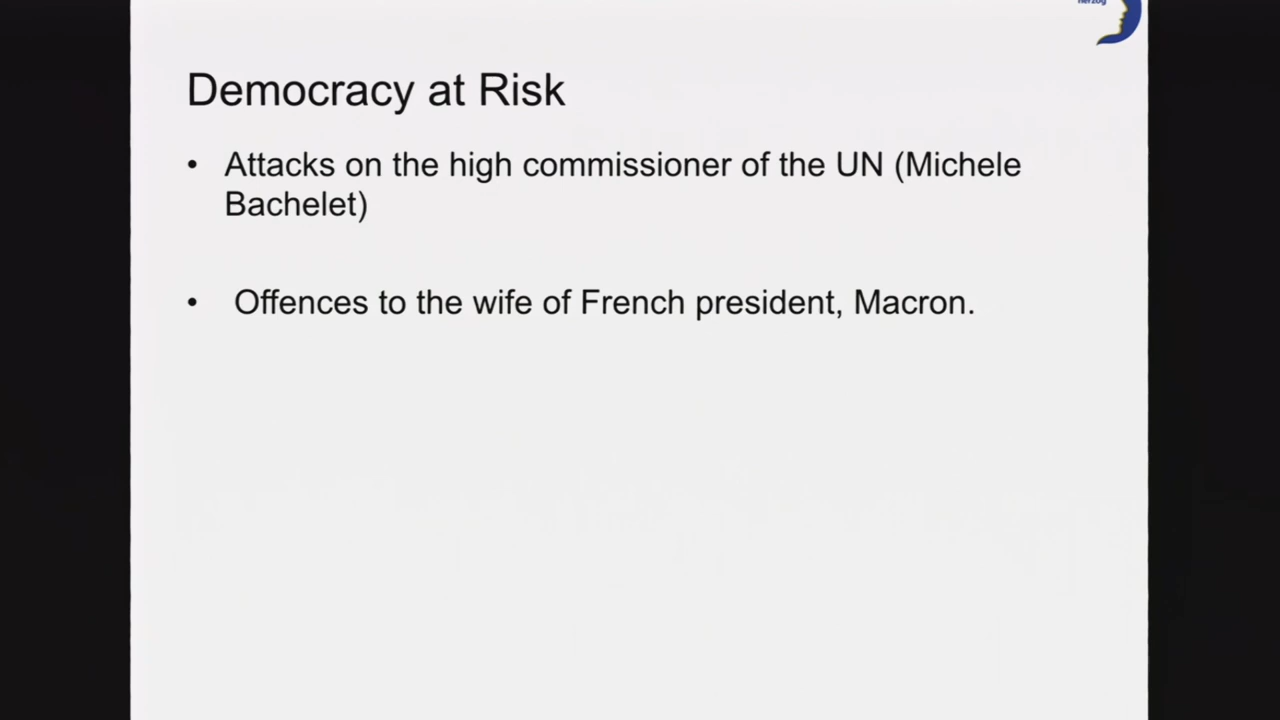 herzog
Democracy at Risk
• Attacks on the high commissioner of the UN (Michele
Bachelet)
• Offences to the wife of French president, Macron.